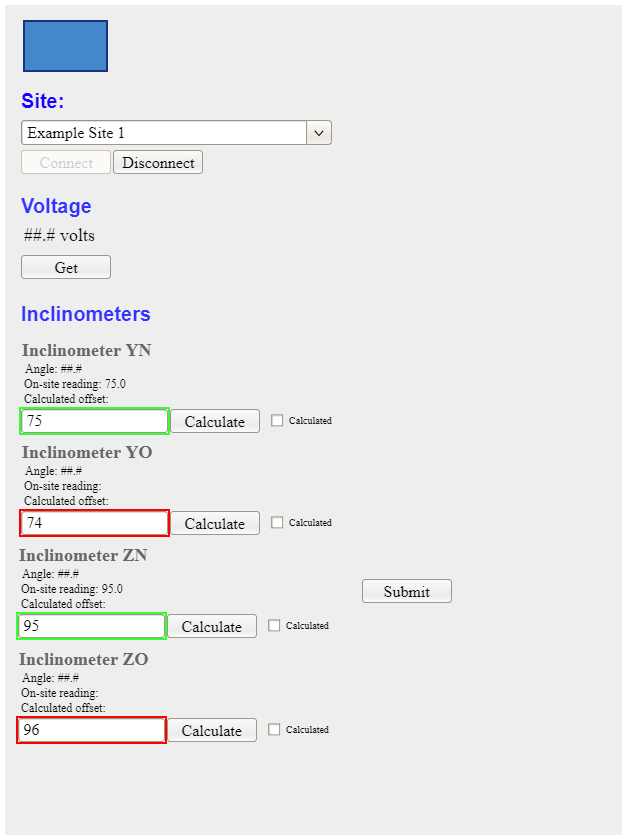 Site:
Example Site 1
Connect Disconnect
Voltage
##.# volts
Get
Inclinometers
Inclinometer YN
Angle: ##.#
On-site reading: 75.0
Calculated offset:
75 Calculate Calculated
Inclinometer YO
Angle: ##.#
On-site reading:
Calculated offset:
74 Calculate Calculated
Inclinometer ZN
Angle: ##.#
On-site reading: 95.0
Submit
Calculated offset:
95 Calculate Calculated
Inclinometer ZO
Angle: ##.#
On-site reading:
Calculated offset:
96 Calculate Calculated